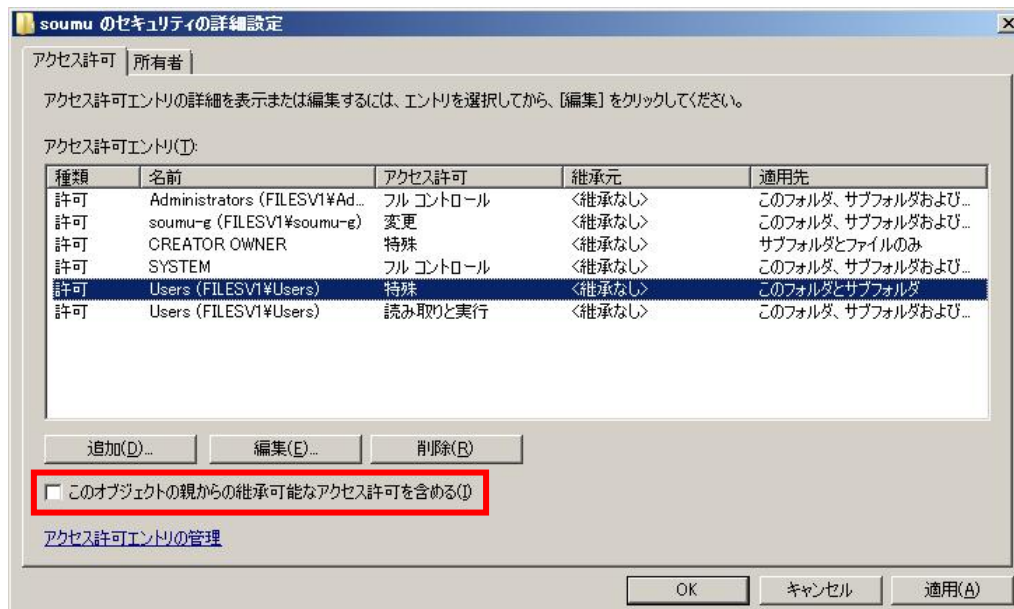 soumu のセキュリティの詳細設定
アクセス許可 所有者
アクセス許可エントリの詳細を表示または編集するには、エントリを選択してから、[編集] をクリックしてください。
アクセス許可エントリ(T):
種類 名前 アクセス許可 継承元 適用先
許可 Administrators (FILESV1¥Ad... フル コントロール <継承なし> このフォルダ、サブフォルダおよび...
許可 soumu-g (FILESV1¥soumu-g) 変更 <継承なし> このフォルダ、サブフォルダおよび...
許可 CREATOR OWNER 特殊 <継承なし> サブフォルダとファイルのみ
許可 SYSTEM フル コントロール <継承なし> このフォルダ、サブフォルダおよび...
許可 Users (FILESV1¥Users) 特殊 <継承なし> このフォルダとサブフォルダ
許可 Users (FILESV1¥Users) 読み取りと実行 <継承なし> このフォルダ、サブフォルダおよび...
追加(D)... 編集(E)... 削除(R)
このオブジェクトの親からの継承可能なアクセス許可を含める(I)
アクセス許可エントリの管理
OK キャンセル 適用(A)